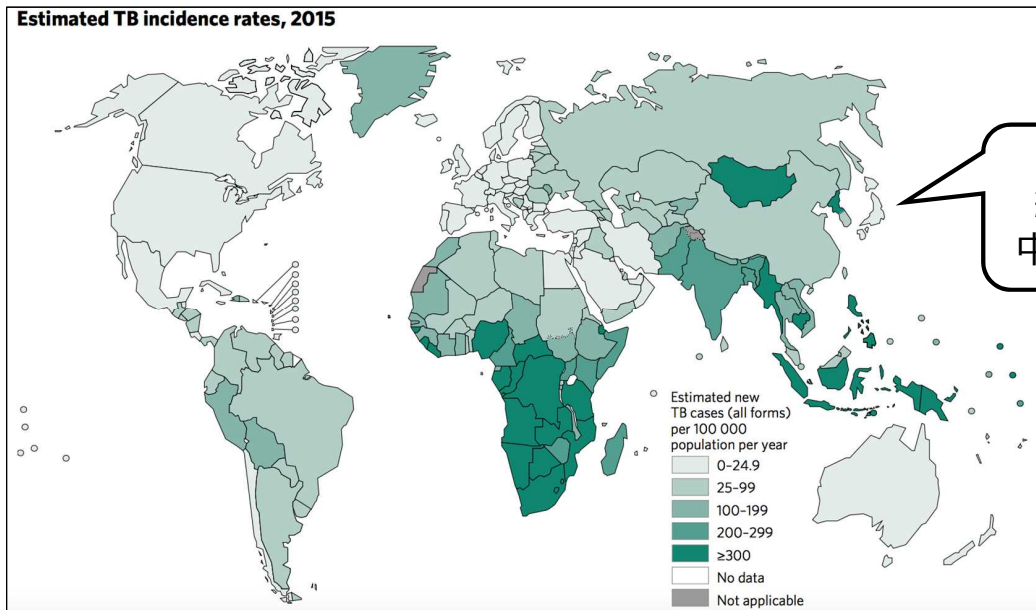 Estimated TB incidence rates, 2015
中
Estimated new
TB cases (all forms)
per 100 000
population per year
0–24.9
25–99
100–199
200–299
≥300
No data
Not applicable